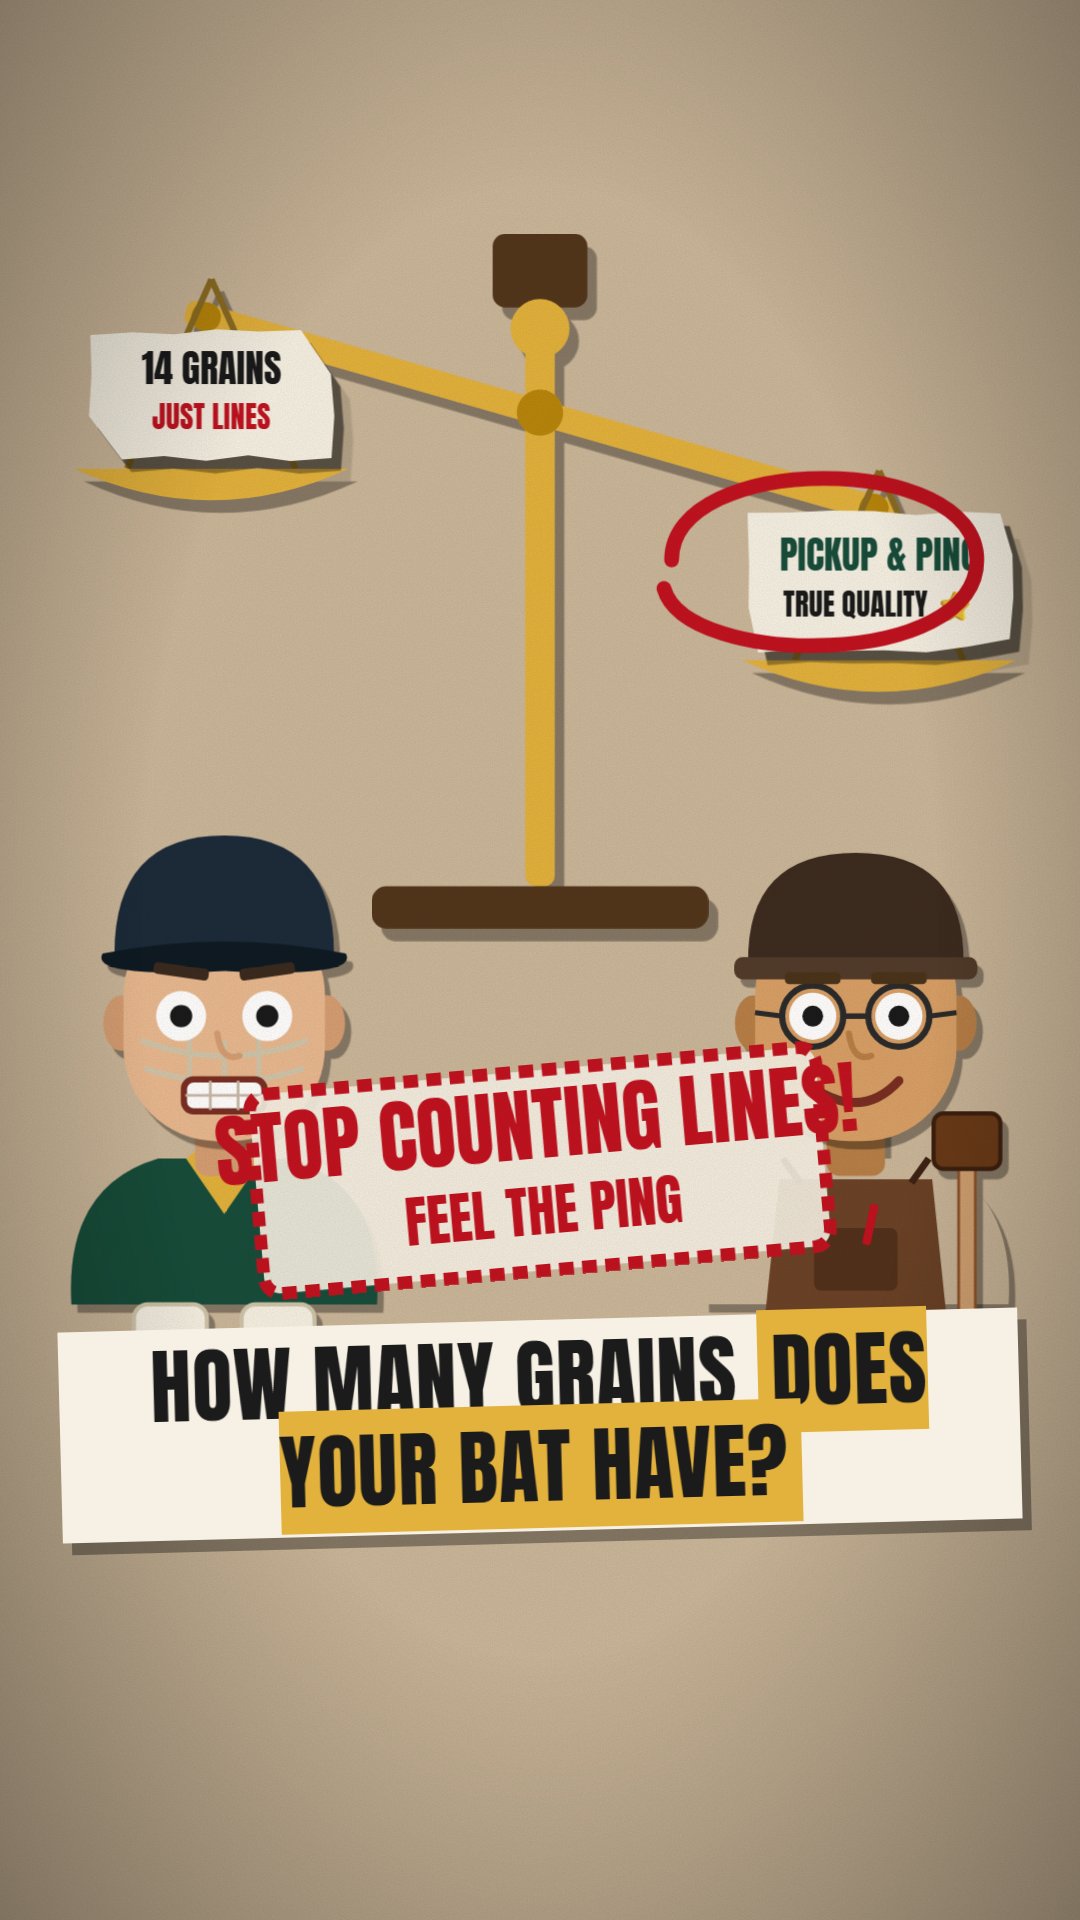 14 GRAINS
JUST LINES
PICKUP & PING
TRUE QUALITY
STOP COUNTING LINES!
FEEL THE PING
HOW MANY GRAINS DOES
YOUR BAT HAVE?